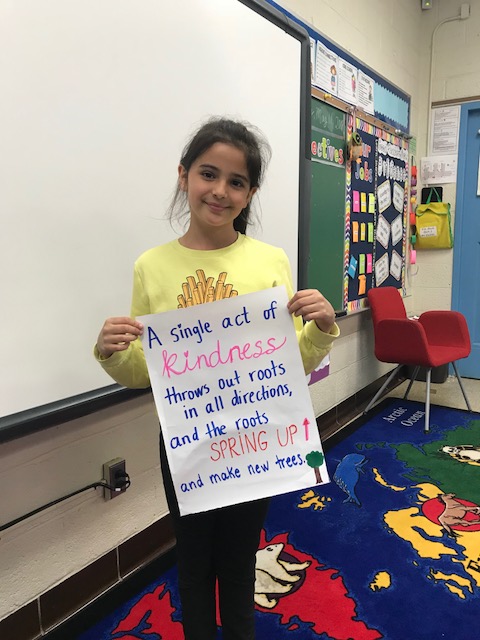 A single act of
kindness
throws out roots
in all directions,
and the roots
SPRING UP
and make new trees.
Jobs
Arctic
Ocean